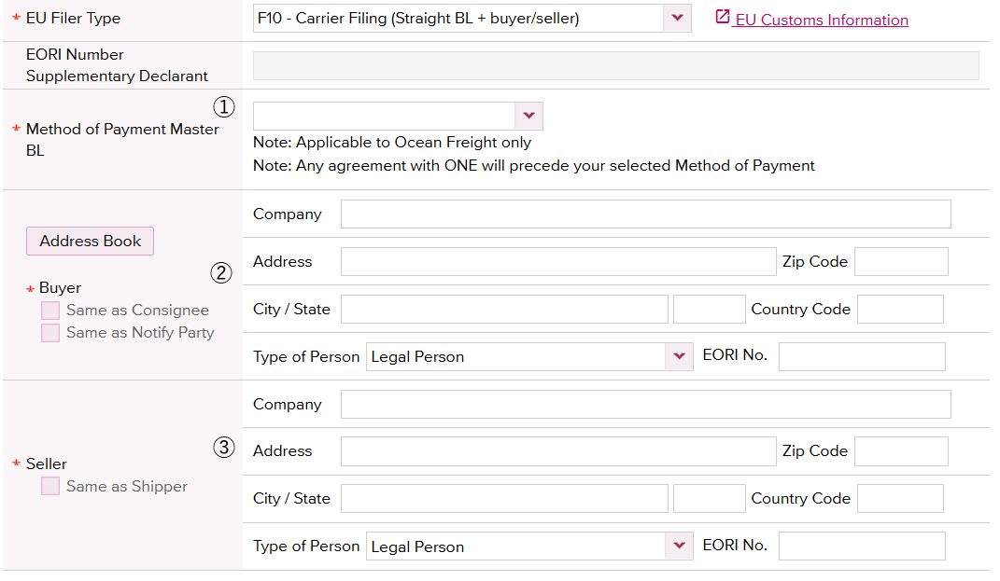 * EU Filer Type
F10 - Carrier Filing (Straight BL + buyer/seller)
EU Customs Information
EORI Number
Supplementary Declarant
①
* Method of Payment Master
BL
Note: Applicable to Ocean Freight only
Note: Any agreement with ONE will precede your selected Method of Payment
Address Book
②
* Buyer
Same as Consignee
Same as Notify Party
Company
Address Zip Code
City / State Country Code
Type of Person Legal Person EORI No.
③
* Seller
Same as Shipper
Company
Address Zip Code
City / State Country Code
Type of Person Legal Person EORI No.